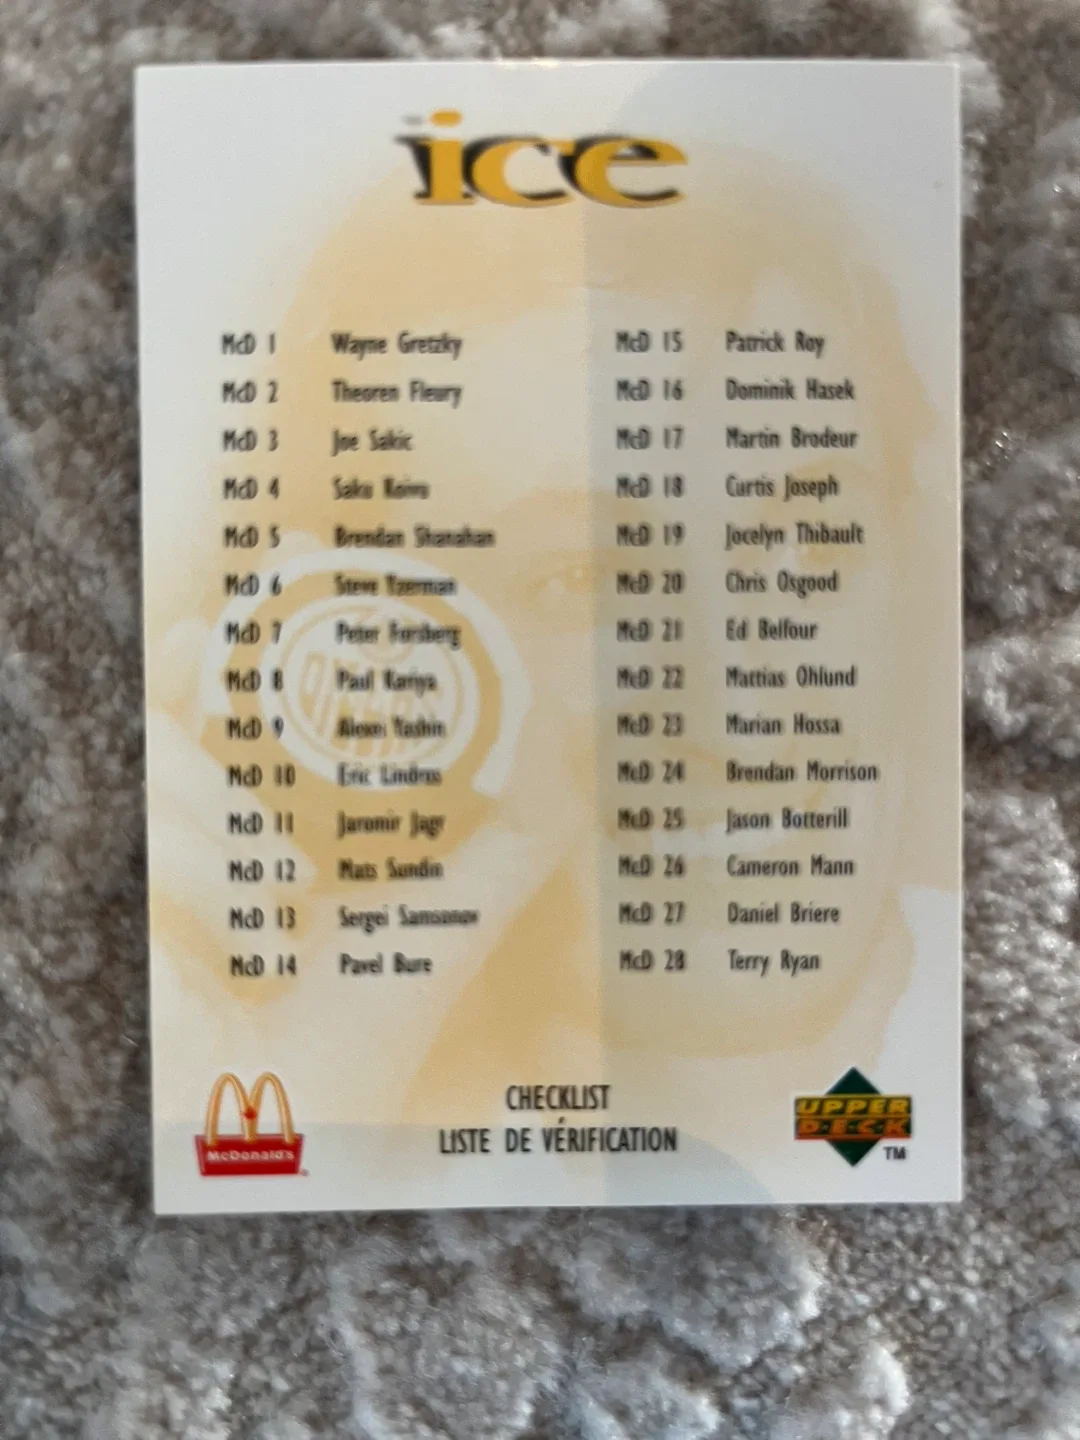 ice
McD 1 Wayne Gretzky
McD 2 Theoren Fleury
McD 3 Joe Sakic
McD 4 Saku Koivu
McD 5 Brendan Shanahan
McD 6 Steve Yzerman
McD 7 Peter Forsberg
McD 8 Paul Kariya
McD 9 Alexei Yashin
McD 10 Eric Lindros
McD 11 Jaromir Jagr
McD 12 Mats Sundin
McD 13 Sergei Samsonov
McD 14 Pavel Bure
McD 15 Patrick Roy
McD 16 Dominik Hasek
McD 17 Martin Brodeur
McD 18 Curtis Joseph
McD 19 Jocelyn Thibault
McD 20 Chris Osgood
McD 21 Ed Belfour
McD 22 Mattias Ohlund
McD 23 Marian Hossa
McD 24 Brendan Morrison
McD 25 Jason Botterill
McD 26 Cameron Mann
McD 27 Daniel Briere
McD 28 Terry Ryan
CHECKLIST
LISTE DE VÉRIFICATION
McDonald's
UPPER
D·E·C·K
TM